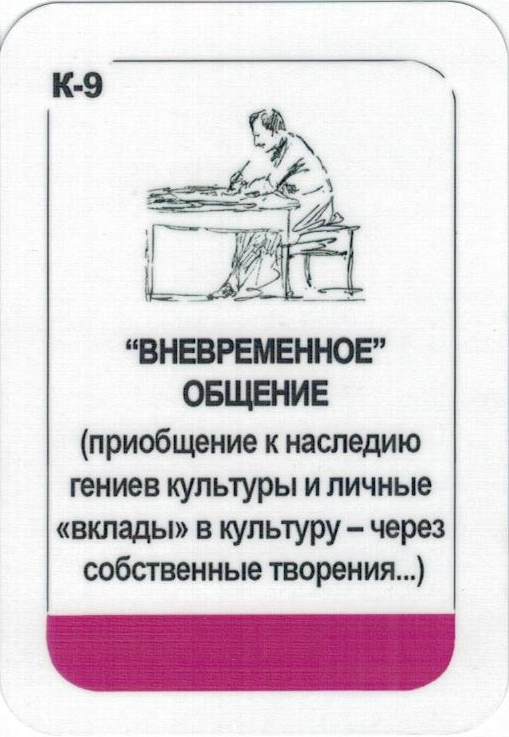 К-9
“ВНЕВРЕМЕННОЕ”
ОБЩЕНИЕ
(приобщение к наследию
гениев культуры и личные
«вклады» в культуру – через
собственные творения...)